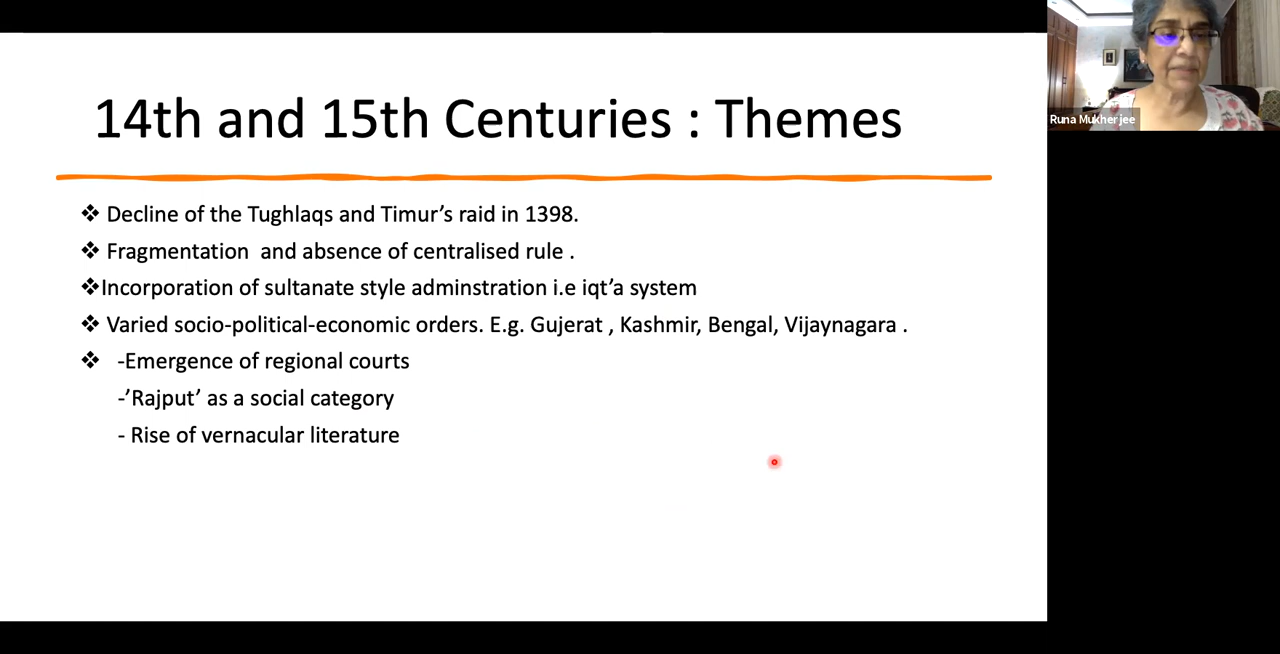 14th and 15th Centuries : Themes
❖ Decline of the Tughlaqs and Timur’s raid in 1398.
❖ Fragmentation  and absence of centralised rule .
❖Incorporation of sultanate style adminstration i.e iqt’a system
❖ Varied socio-political-economic orders. E.g. Gujerat , Kashmir, Bengal, Vijaynagara .
❖ -Emergence of regional courts
-’Rajput’ as a social category
- Rise of vernacular literature
Runa Mukherjee